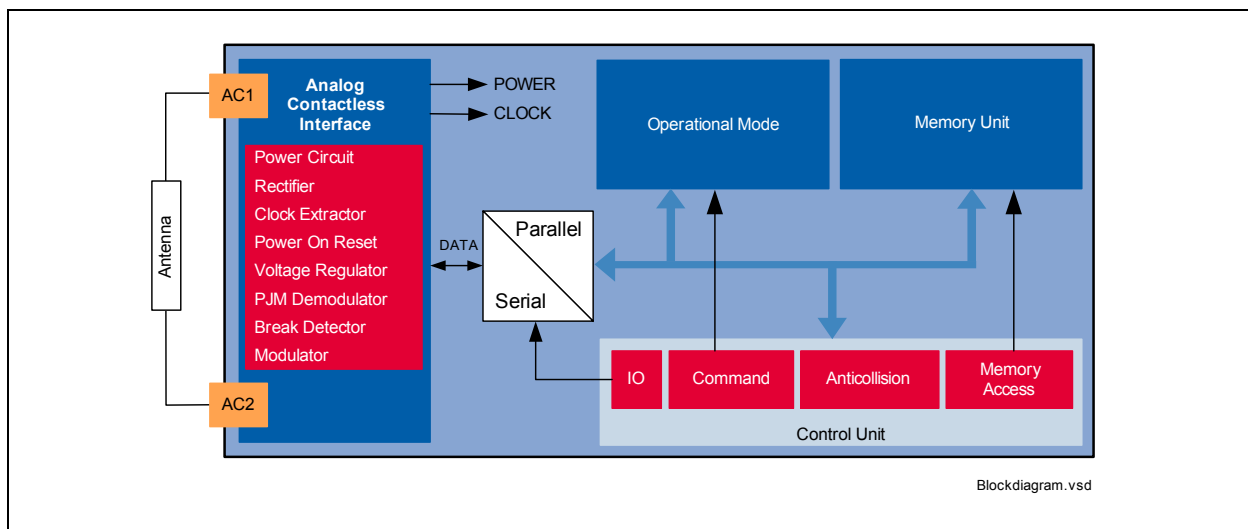 AC1
Analog
Contactless
Interface
POWER
CLOCK
Operational Mode
Memory Unit
Power Circuit
Rectifier
Clock Extractor
Power On Reset
Voltage Regulator
PJM Demodulator
Break Detector
Modulator
Antenna
DATA
Parallel
Serial
AC2
IO
Command
Anticollision
Memory
Access
Control Unit
Blockdiagram.vsd